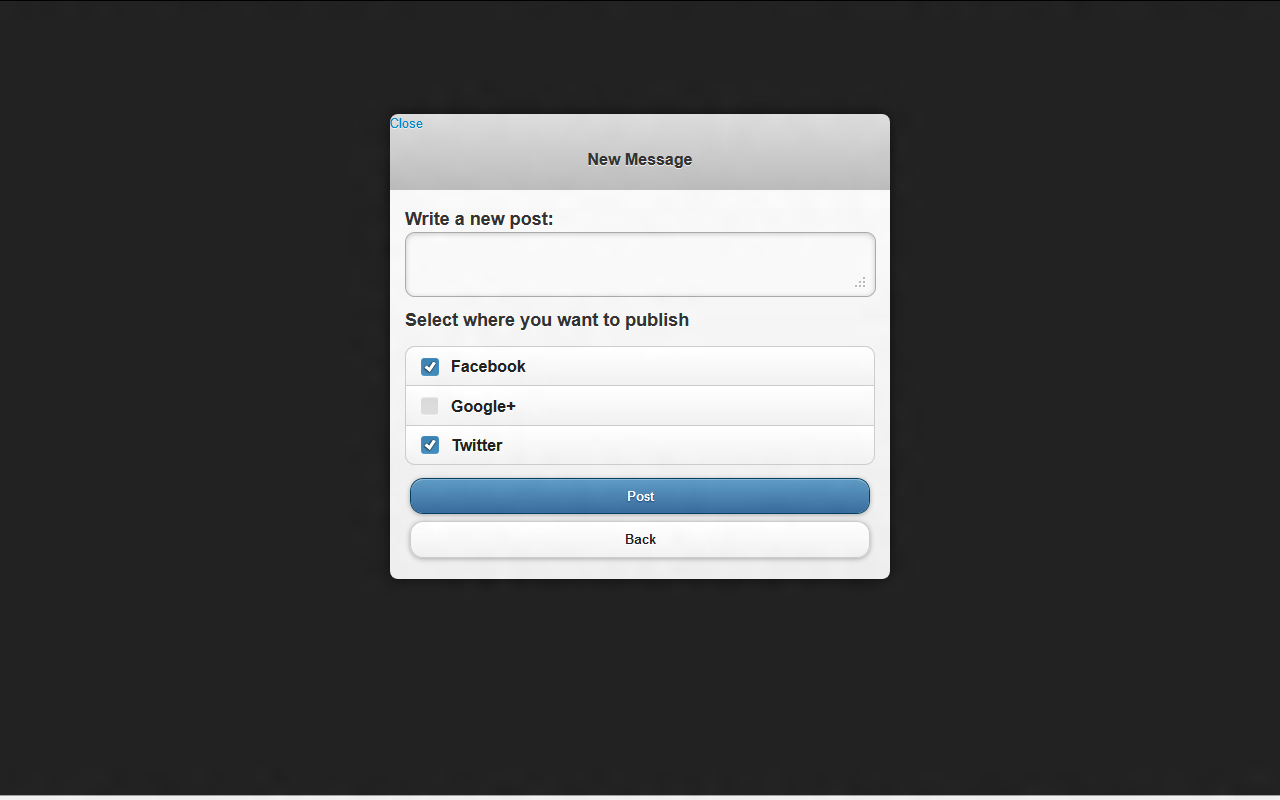 Close
New Message
Write a new post:
Select where you want to publish
Facebook
Google+
Twitter
Post
Back